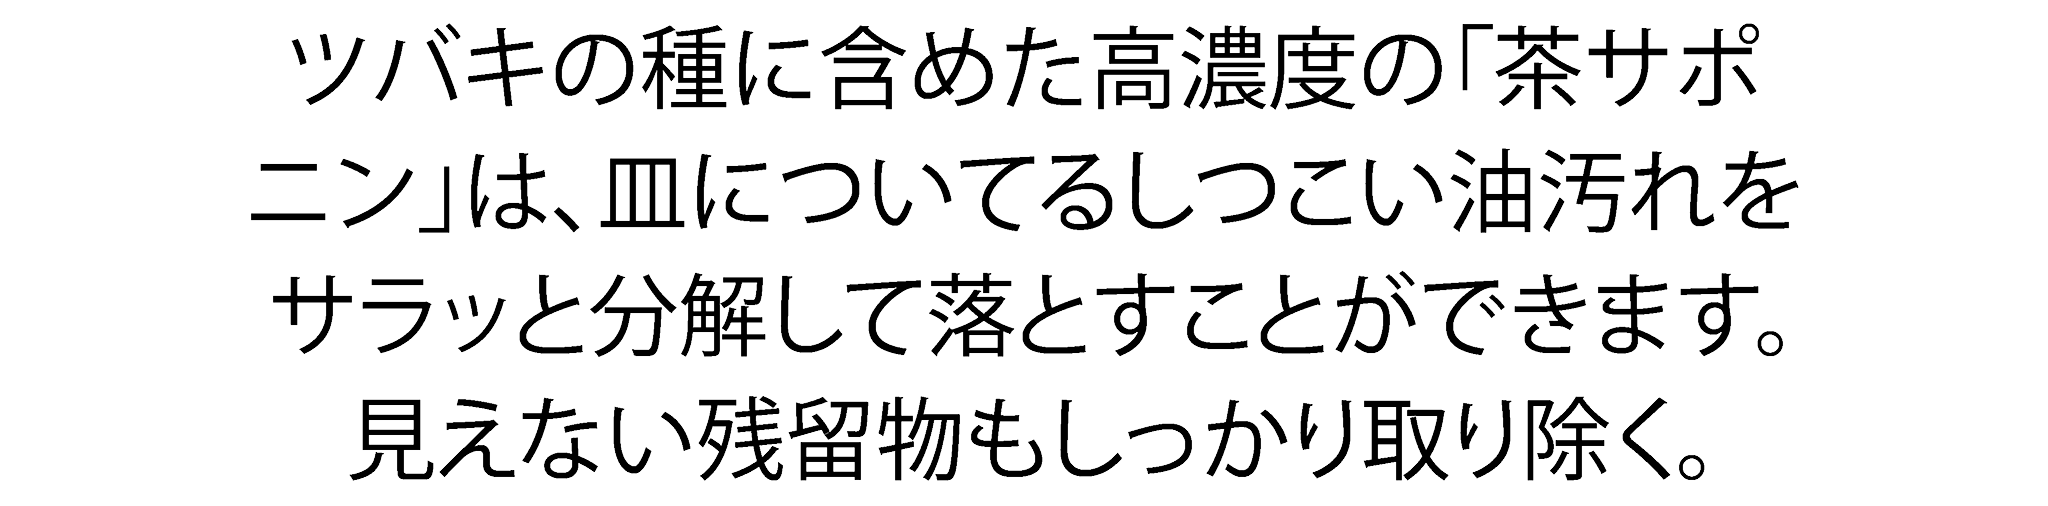 ツバキの種に含めた高濃度の「茶サポ
ニン」は、皿についてるしつこい油汚れを
サラッと分解して落とすことができます。
見えない残留物もしっかり取り除く。